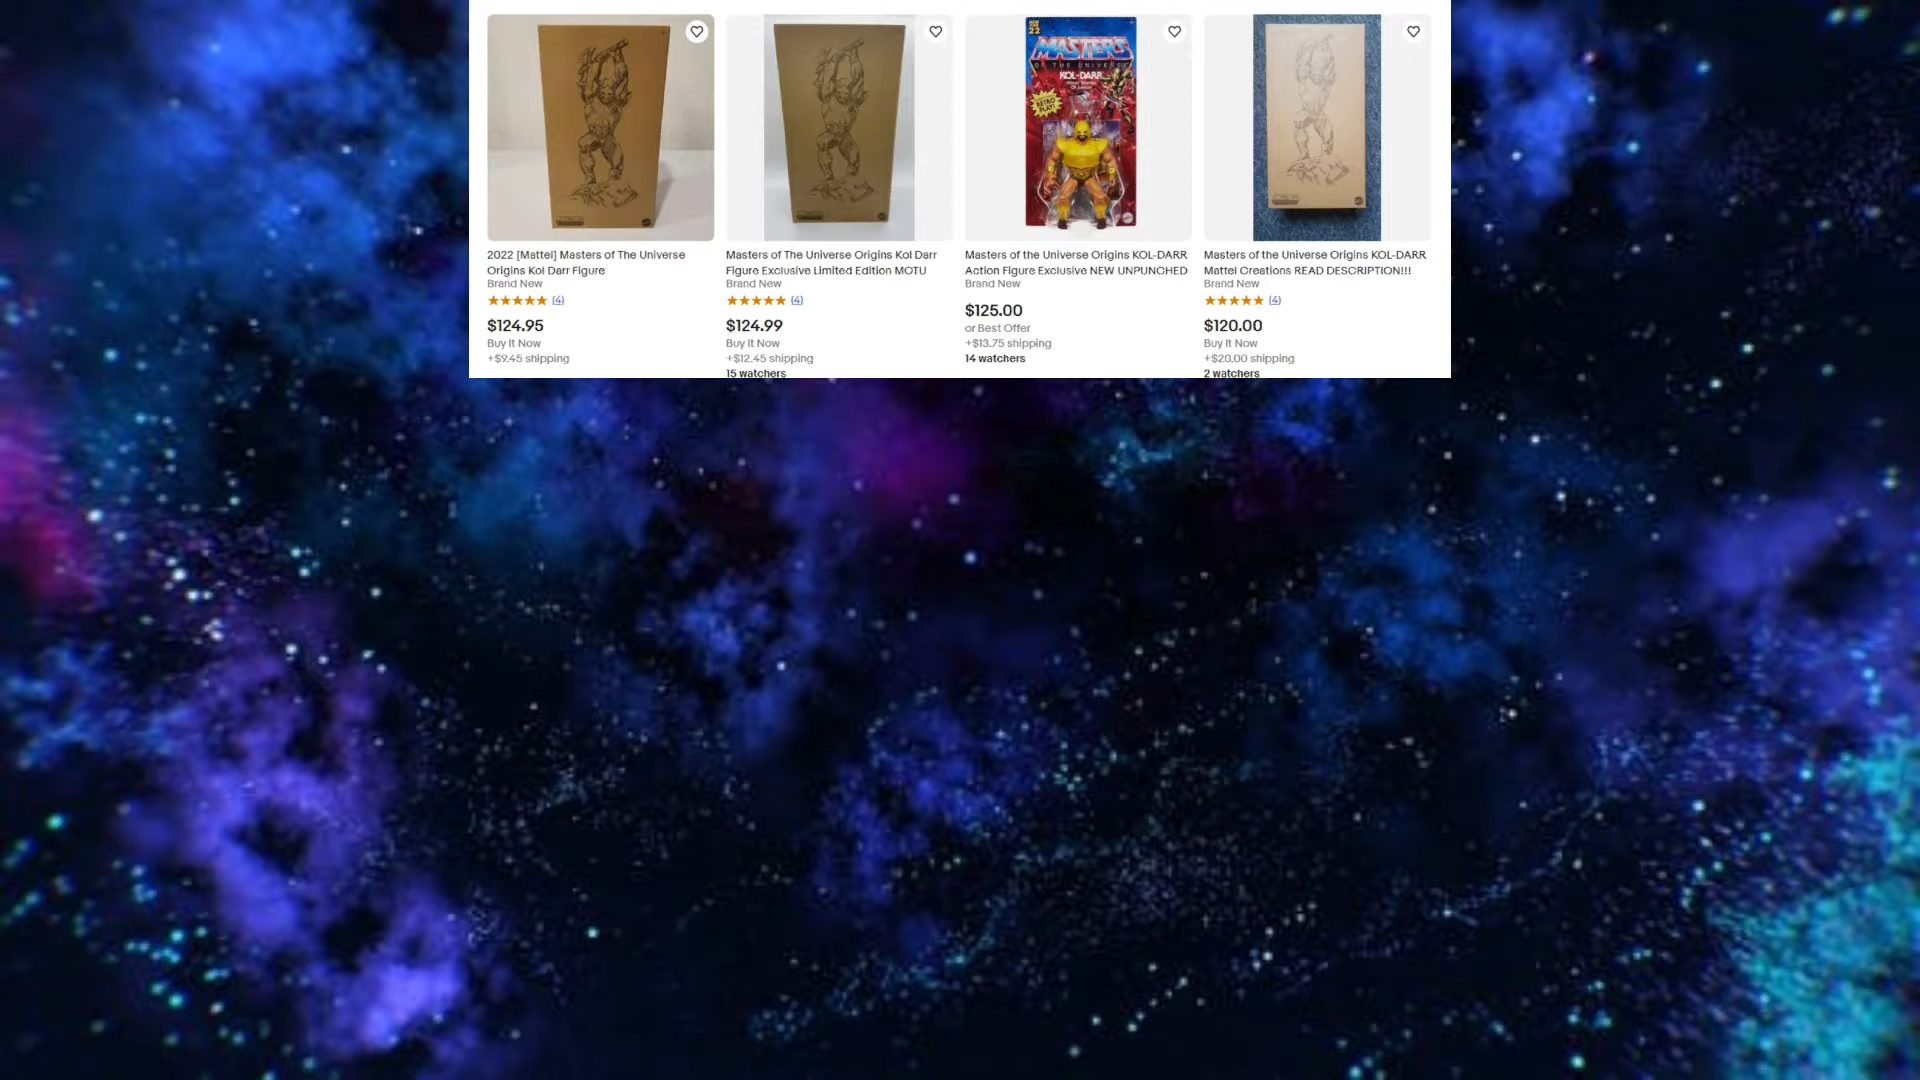 NEW FOR 22
MASTERS
OF THE UNIVERSE
KOL-DARR
RETRO PLAY!
2022 [Mattel] Masters of The Universe
Origins Kol Darr Figure
Brand New
(4)
$124.95
Buy It Now
+$9.45 shipping
Masters of The Universe Origins Kol Darr
Figure Exclusive Limited Edition MOTU
Brand New
(4)
$124.99
Buy It Now
+$12.45 shipping
15 watchers
Masters of the Universe Origins KOL-DARR
Action Figure Exclusive NEW UNPUNCHED
Brand New
$125.00
or Best Offer
+$13.75 shipping
14 watchers
Masters of the Universe Origins KOL-DARR
Mattel Creations READ DESCRIPTION!!!
Brand New
(4)
$120.00
Buy It Now
+$20.00 shipping
2 watchers